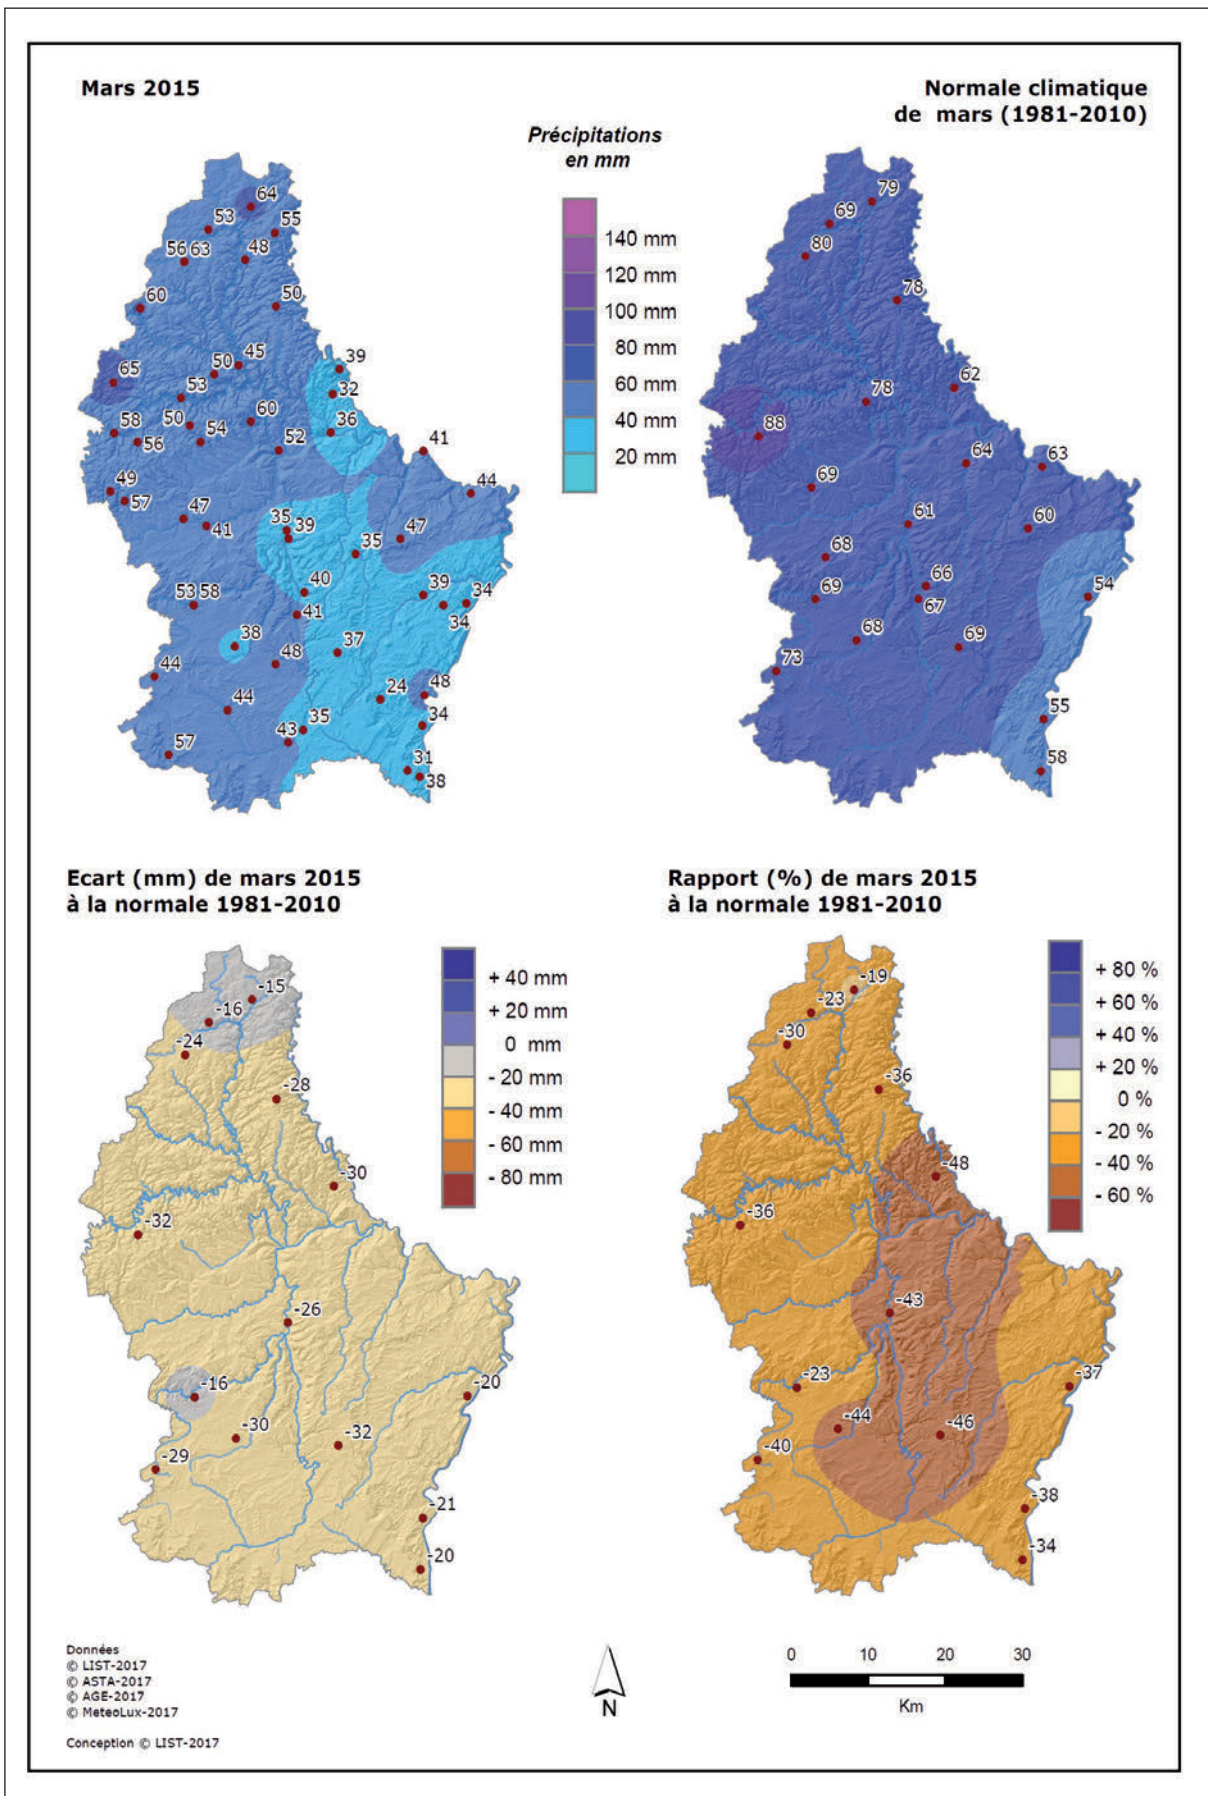 Mars 2015
Normale climatique
de mars (1981-2010)
Précipitations
en mm
140 mm
120 mm
100 mm
80 mm
60 mm
40 mm
20 mm
64
53
55
56 63
48
60
50
65
50
45
39
53
32
58
50
54
60
36
56
52
41
49
57
44
47
41
35
39
47
35
53 58
40
39
34
41
34
38
37
44
48
44
24
48
43
35
34
57
31
38
79
69
80
78
62
88
78
64
63
69
61
60
68
69
66
67
54
68
69
73
55
58
Ecart (mm) de mars 2015
à la normale 1981-2010
+ 40 mm
+ 20 mm
0 mm
- 20 mm
- 40 mm
- 60 mm
- 80 mm
-15
-16
-24
-28
-30
-32
-26
-16
-20
-30
-32
-29
-21
-20
Rapport (%) de mars 2015
à la normale 1981-2010
+ 80 %
+ 60 %
+ 40 %
+ 20 %
0 %
- 20 %
- 40 %
- 60 %
-19
-23
-30
-36
-48
-36
-43
-23
-37
-44
-46
-40
-38
-34
Données
© LIST-2017
© ASTA-2017
© AGE-2017
© MeteoLux-2017
Conception © LIST-2017
N
0 10 20 30
Km